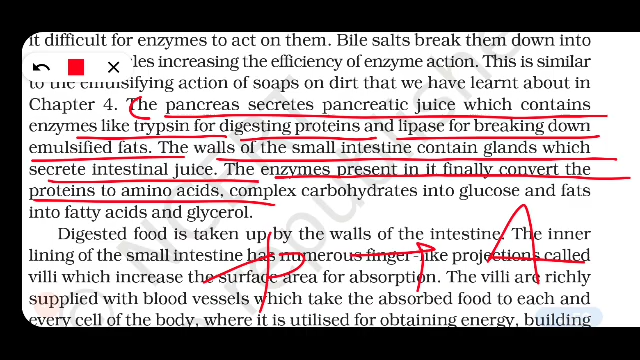 it difficult for enzymes to act on them. Bile salts break them down into
les increasing the efficiency of enzyme action. This is similar
to the emulsifying action of soaps on dirt that we have learnt about in
Chapter 4. The pancreas secretes pancreatic juice which contains
enzymes like trypsin for digesting proteins and lipase for breaking down
emulsified fats. The walls of the small intestine contain glands which
secrete intestinal juice. The enzymes present in it finally convert the
proteins to amino acids, complex carbohydrates into glucose and fats
into fatty acids and glycerol.
Digested food is taken up by the walls of the intestine. The inner
lining of the small intestine has numerous finger-like projections called
villi which increase the surface area for absorption. The villi are richly
supplied with blood vessels which take the absorbed food to each and
every cell of the body, where it is utilised for obtaining energy, building
P → A